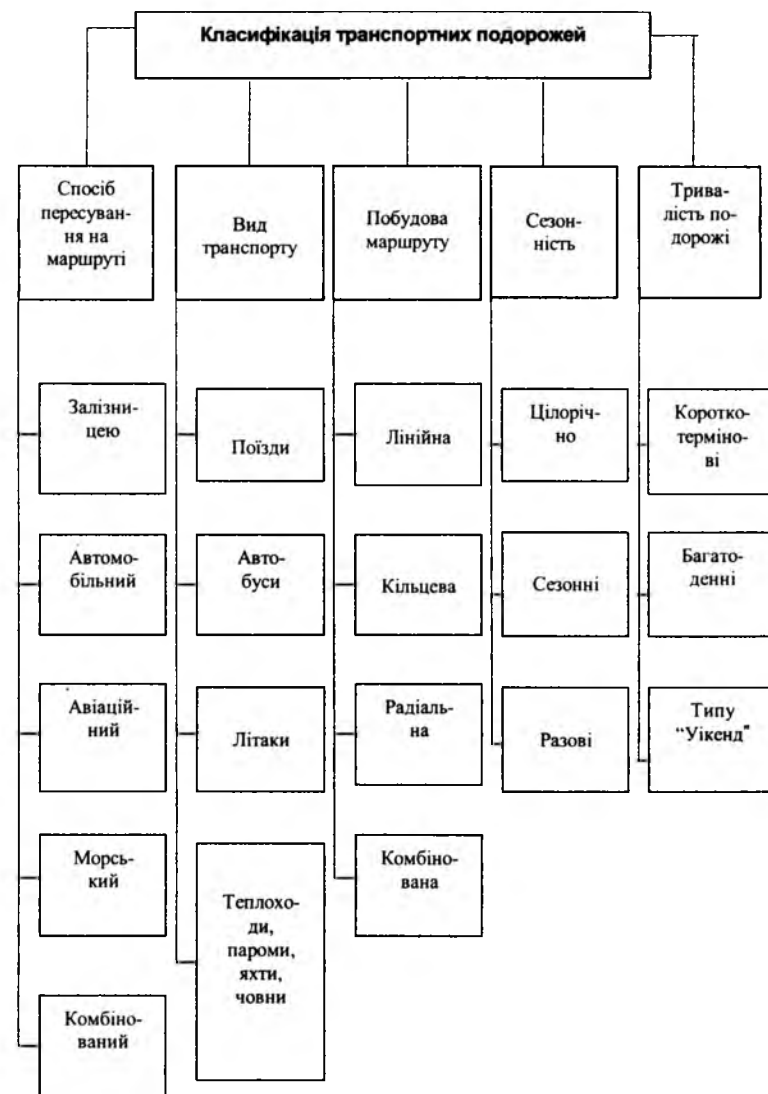 Класифікація транспортних подорожей
Спосіб
пересуван-
ня на
маршруті
Вид
транспорту
Побудова
маршруту
Сезон-
ність
Трива-
лість по-
дорожі
Залізни-
цею
Автомо-
більний
Авіацій-
ний
Морсь-
кий
Комбіно-
ваний
Поїзди
Авто-
буси
Літаки
Теплохо-
ди,
пароми,
яхти,
човни
Лінійна
Кільцева
Радіаль-
на
Комбіно-
вана
Цілоріч-
но
Сезонні
Разові
Коротко-
терміно-
ві
Багато-
денні
Типу
“Уікенд”